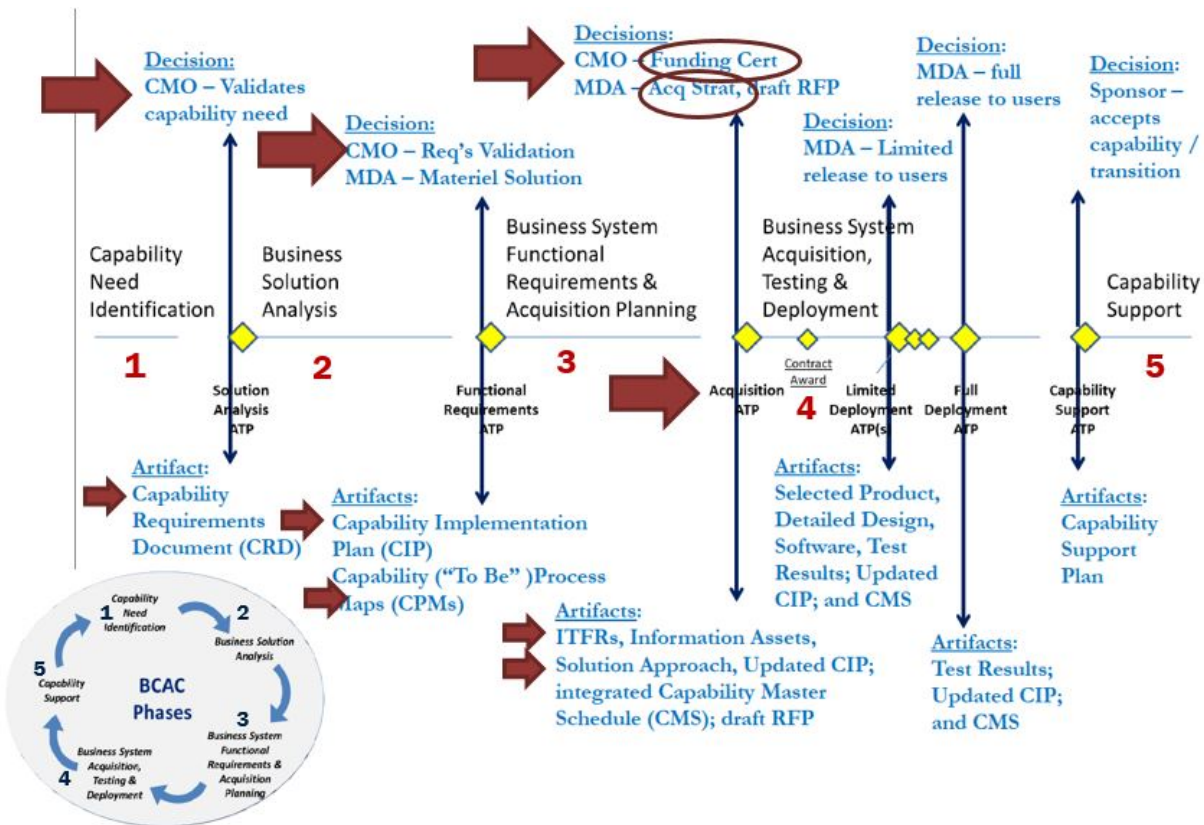 Decision:
CMO – Validates
capability need
Decision:
CMO – Req's Validation
MDA – Materiel Solution
Decisions:
CMO – Funding Cert
MDA – Acq Strat, draft RFP
Decision:
MDA – Limited
release to users
Decision:
MDA – full
release to users
Decision:
Sponsor –
accepts
capability /
transition
Capability
Need
Identification
Business
Solution
Analysis
Business System
Functional
Requirements &
Acquisition Planning
Business System
Acquisition,
Testing &
Deployment
Capability
Support
1
2
3
4
5
Solution
Analysis
ATP
Functional
Requirements
ATP
Acquisition
ATP
Contract
Award
Limited
Deployment
ATP(s)
Full
Deployment
ATP
Capability
Support
ATP
Artifact:
Capability
Requirements
Document (CRD)
Artifacts:
Capability Implementation
Plan (CIP)
Capability ("To Be" )Process
Maps (CPMs)
Artifacts:
ITFRs, Information Assets,
Solution Approach, Updated CIP;
integrated Capability Master
Schedule (CMS); draft RFP
Artifacts:
Selected Product,
Detailed Design,
Software, Test
Results; Updated
CIP; and CMS
Artifacts:
Test Results;
Updated CIP;
and CMS
Artifacts:
Capability
Support
Plan
BCAC
Phases
1
Capability
Need
Identification
2
Business Solution
Analysis
3
Business System
Functional
Requirements &
Acquisition
Planning
4
Business System
Acquisition,
Testing &
Deployment
5
Capability
Support